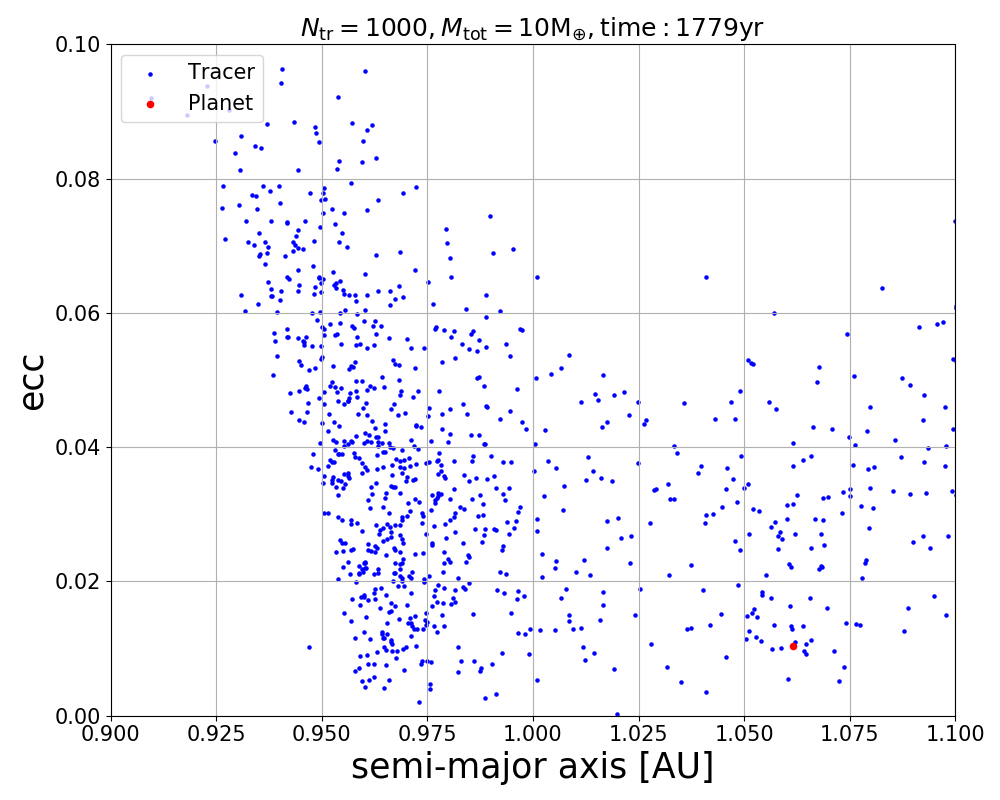 N_tr = 1000, M_tot = 10M_⊕, time : 1779yr
0.10
0.08
0.06
0.04
0.02
0.00
ecc
Tracer
Planet
0.900 0.925 0.950 0.975 1.000 1.025 1.050 1.075 1.100
semi-major axis [AU]